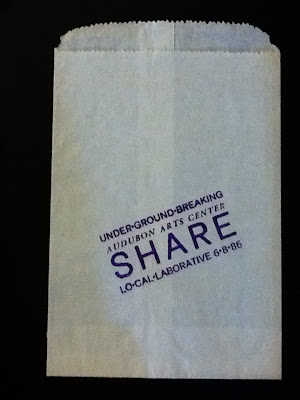 UNDER•GROUND•BREAKING
AUDUBON ARTS CENTER
SHARE
LO•CAL•LABORATIVE 6•8•86